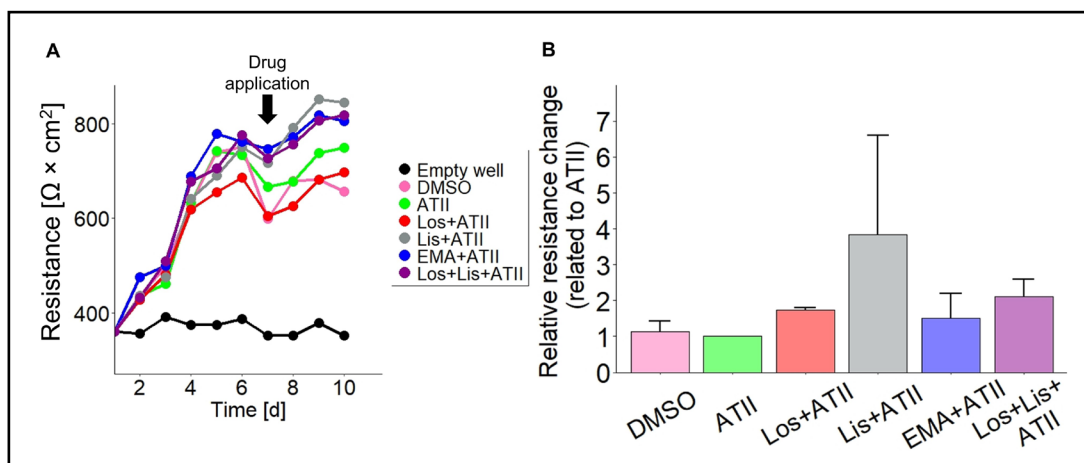 A
Drug
application
Resistance [Ω × cm2]
800
600
400
2 4 6 8 10
Time [d]
Empty well
DMSO
ATII
Los+ATII
Lis+ATII
EMA+ATII
Los+Lis+ATII
B
Relative resistance change
(related to ATII)
7
6
5
4
3
2
1
0
DMSO
ATII
Los+ATII
Lis+ATII
EMA+ATII
Los+Lis+
ATII